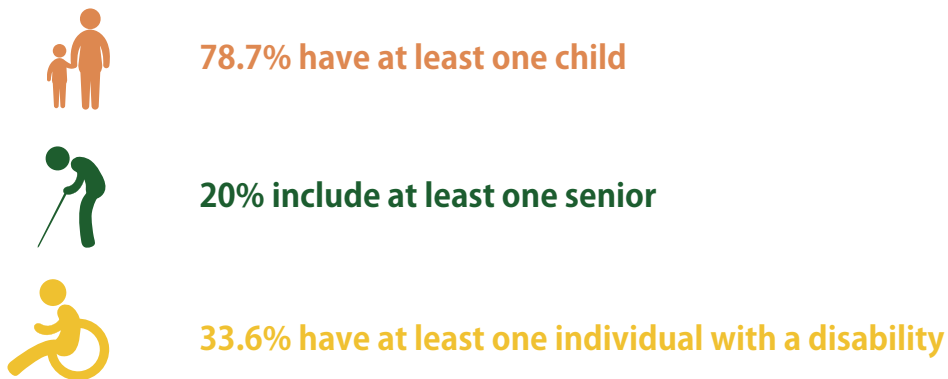 78.7% have at least one child
20% include at least one senior
33.6% have at least one individual with a disability